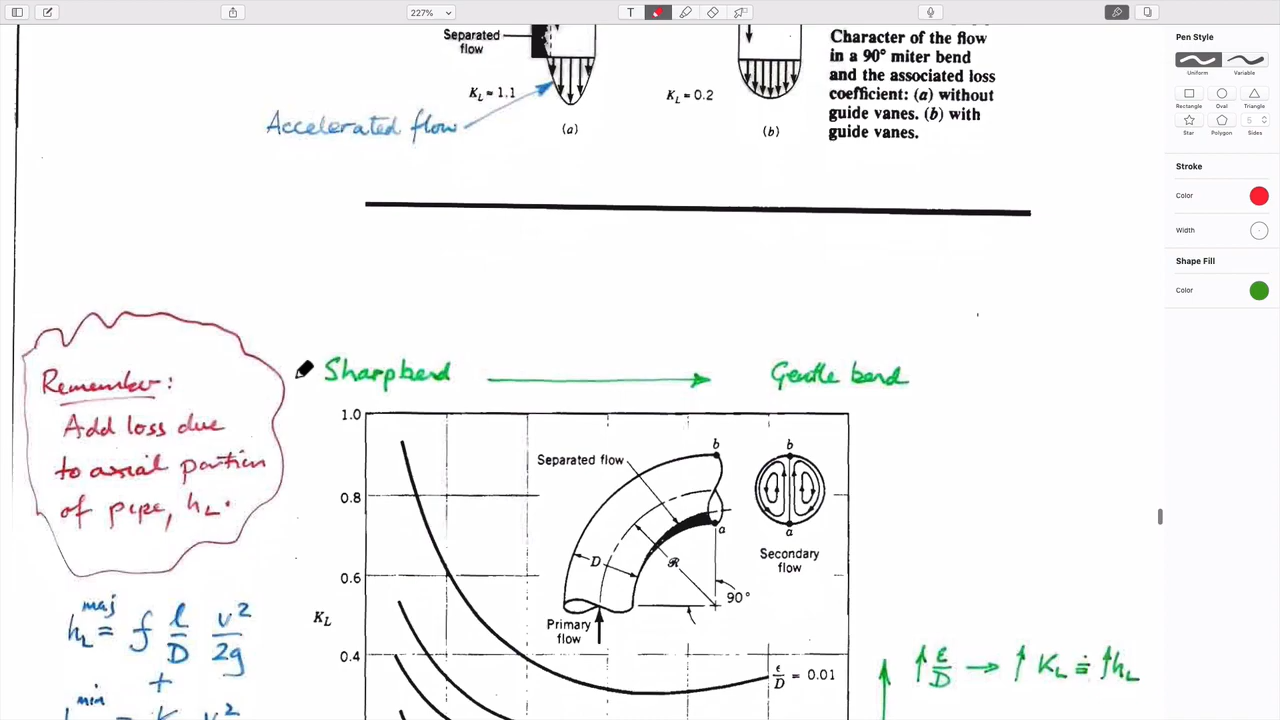 227%
T
Separated
flow
K_L ≈ 1.1
Accelerated flow
(a)
K_L ≈ 0.2
(b)
Character of the flow
in a 90° miter bend
and the associated loss
coefficient: (a) without
guide vanes. (b) with
guide vanes.
Pen Style
Uniform
Variable
Rectangle
Oval
Triangle
Star
Polygon
5
Sides
Stroke
Color
Width
Shape Fill
Color
Remember:
Add loss due
to axial portion
of pipe, h_L.
Sharp bend
Gentle bend
1.0
0.8
0.6
K_L
0.4
Separated flow
b
a
D
ℛ
90°
Primary
flow
b
a
Secondary
flow
ϵ/D = 0.01
h_L^maj = f l/D v²/2g
+
min
v²
↑ ε/D → ↑ K_L ≐ ↑ h_L